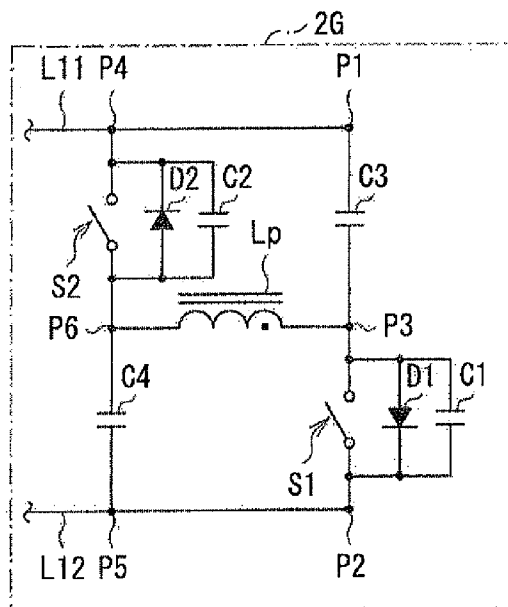 2G
L11 P4 P1
D2 C2 C3
S2 Lp
P6 P3
C4 D1 C1
S1
L12 P5 P2